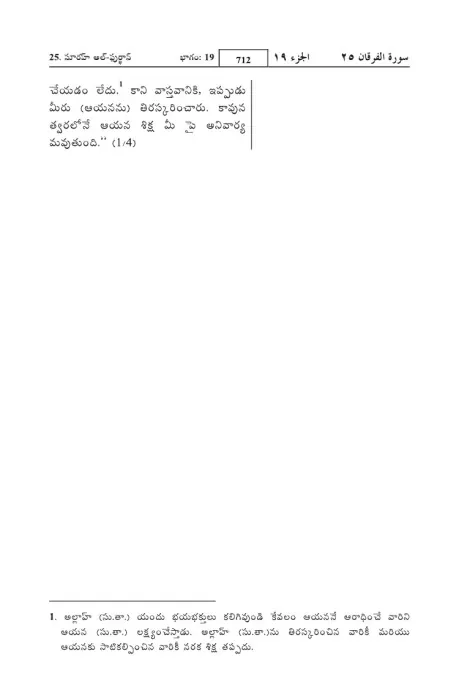 25. సూరహ్ అల్-ఫుర్ఖాన్ భాగం: 19 712 الجزء ١٩ سورة الفرقان ٢٥
చేయడం లేదు.1 కాని వాస్తవానికి, ఇప్పుడు
మీరు (ఆయనను) తిరస్కరించారు. కావున
త్వరలోనే ఆయన శిక్ష మీ పై అనివార్య
మవుతుంది.'' (1/4)
1. అల్లాహ్ (సు.తా.) యందు భయభక్తులు కలిగివుండి కేవలం ఆయననే ఆరాధించే వారిని
ఆయన (సు.తా.) లక్ష్యంచేస్తాడు. అల్లాహ్ (సు.తా.)ను తిరస్కరించిన వారికీ మరియు
ఆయనకు సాటికల్పించిన వారికీ నరక శిక్ష తప్పదు.